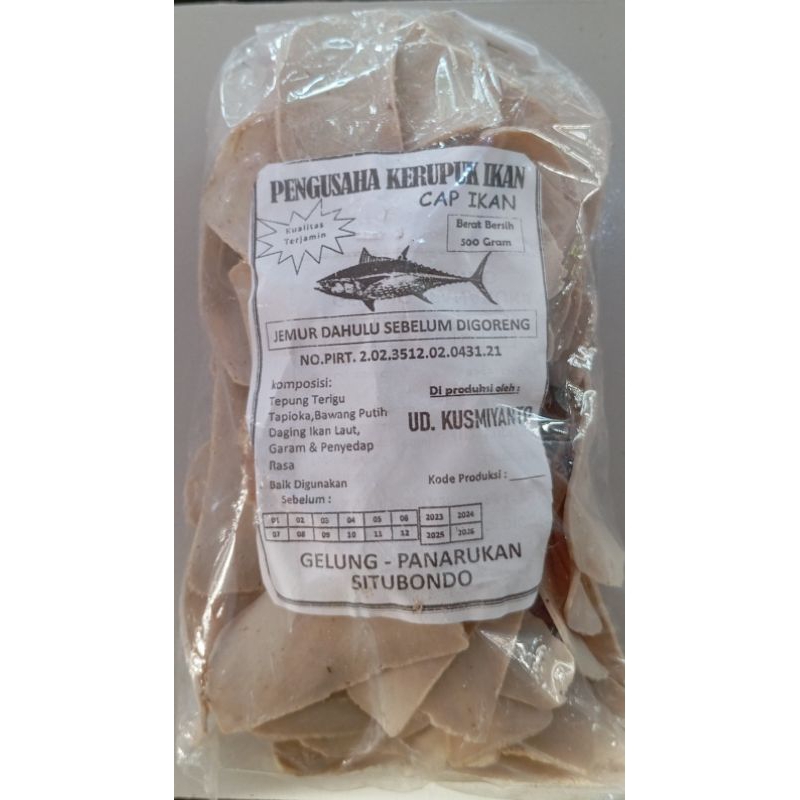 PENGUSAHA KERUPUK IKAN
CAP IKAN
Kualitas
Terjamin
Berat Bersih
500 Gram
JEMUR DAHULU SEBELUM DIGORENG
NO.PIRT. 2.02.3512.02.0431.21
komposisi:
Tepung Terigu
Tapioka,Bawang Putih
Daging Ikan Laut,
Garam & Penyedap
Rasa
Di produksi oleh :
UD. KUSMIYANTO
Kode Produksi : ______
Baik Digunakan
Sebelum :
01 02 03 04 05 06 2023 2024
07 08 09 10 11 12 2025 2026
GELUNG - PANARUKAN
SITUBONDO